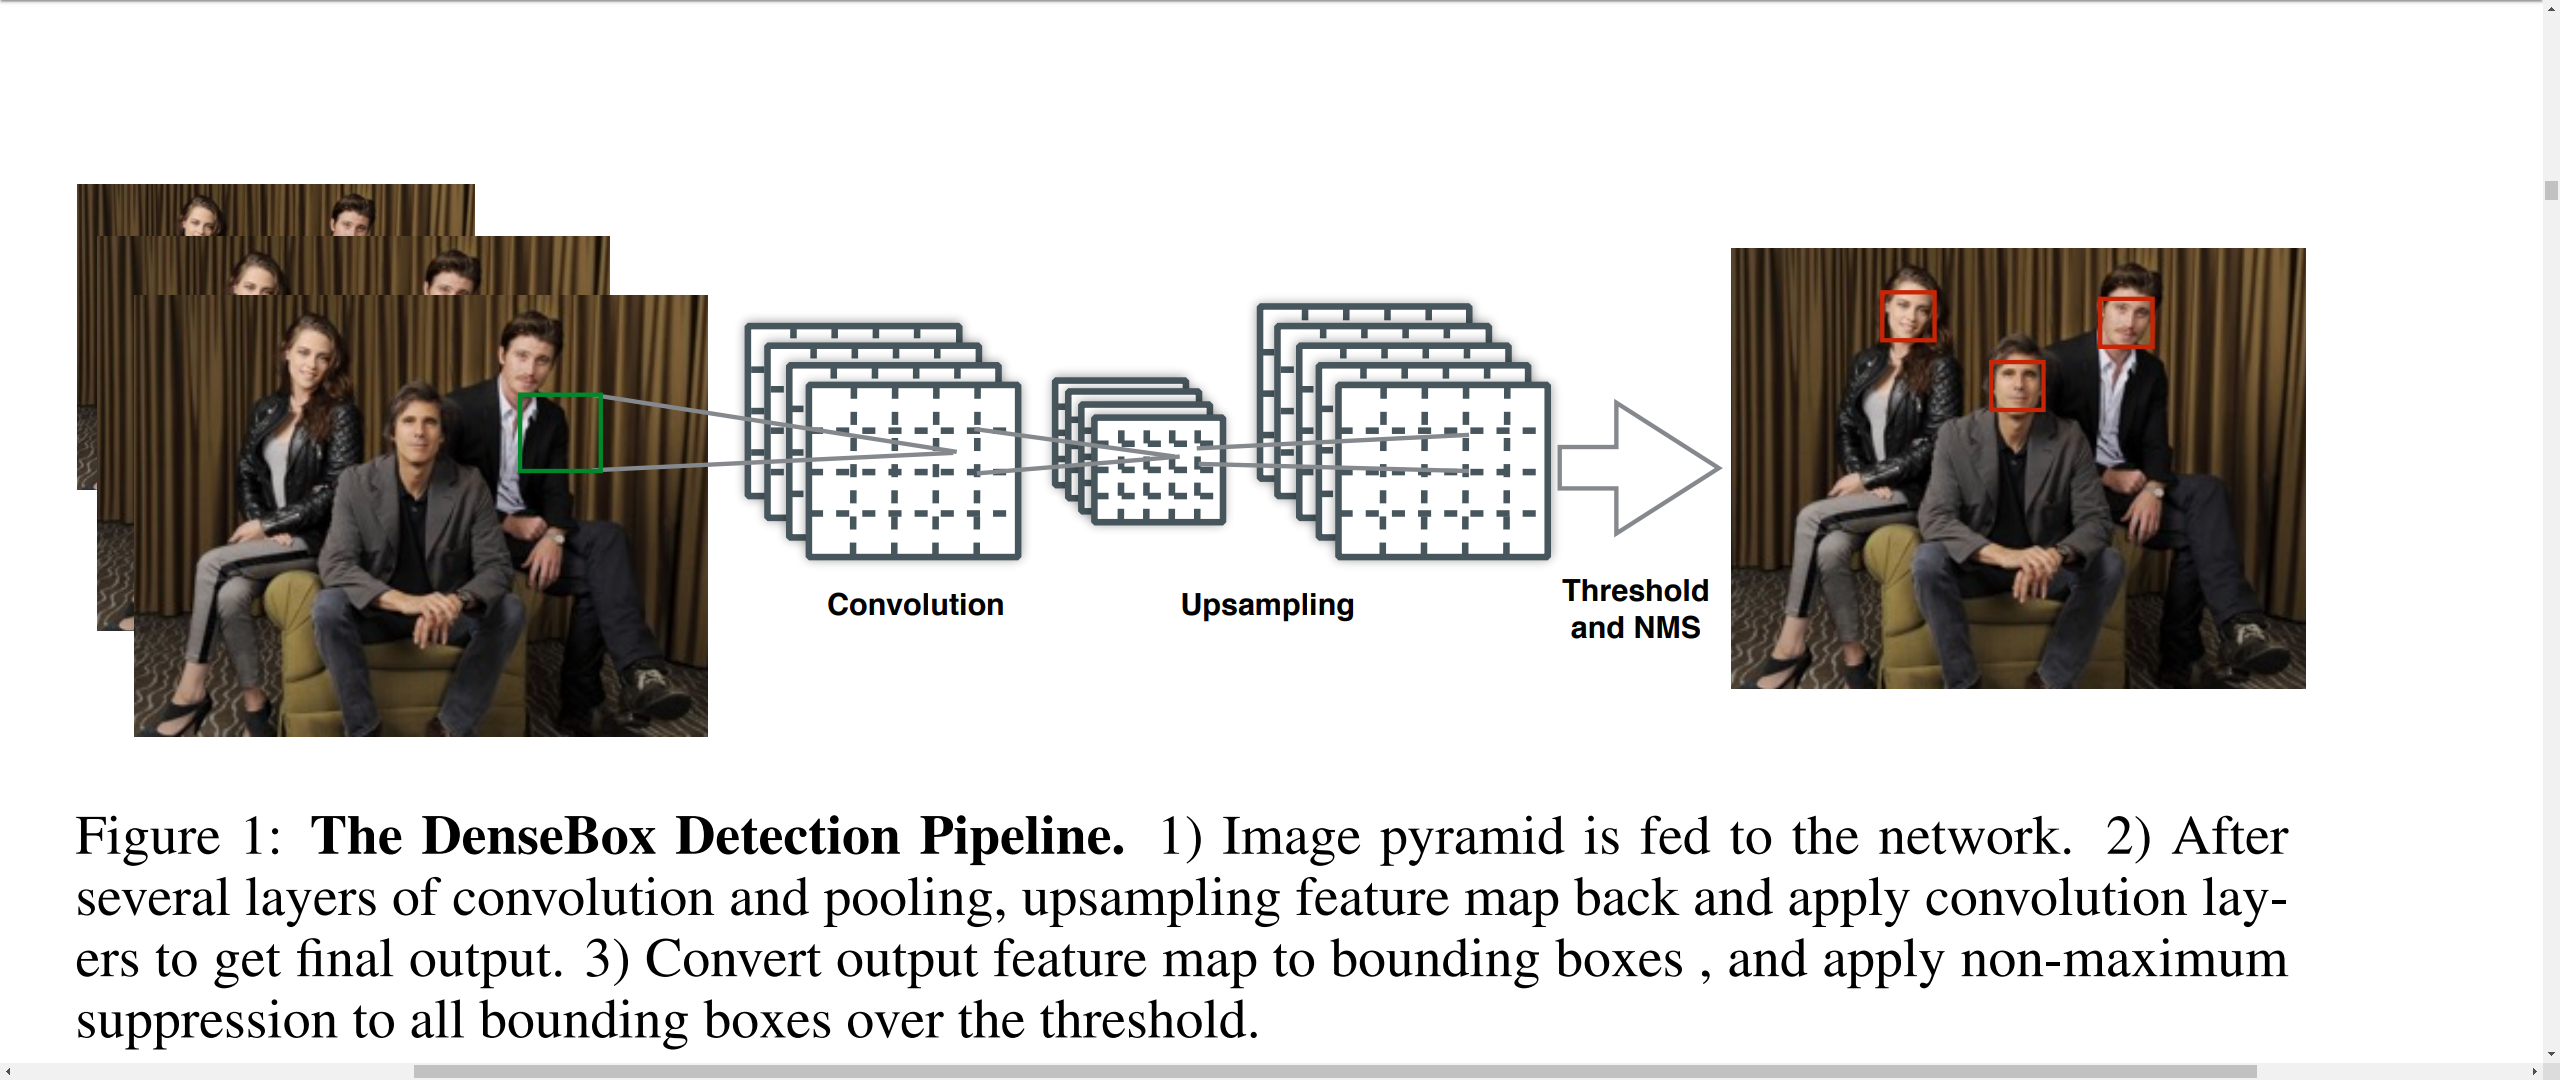 Convolution
Upsampling
Threshold
and NMS
Figure 1: The DenseBox Detection Pipeline. 1) Image pyramid is fed to the network. 2) After
several layers of convolution and pooling, upsampling feature map back and apply convolution lay-
ers to get final output. 3) Convert output feature map to bounding boxes , and apply non-maximum
suppression to all bounding boxes over the threshold.